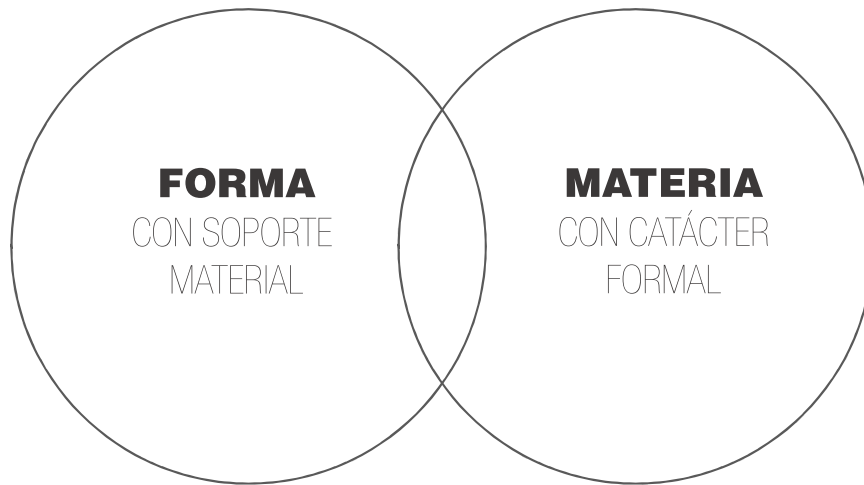 FORMA
CON SOPORTE
MATERIAL
MATERIA
CON CATÁCTER
FORMAL